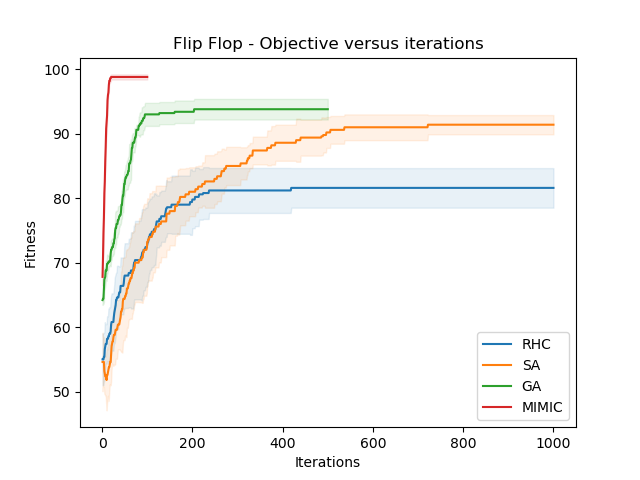 Flip Flop - Objective versus iterations
100
90
80
70
60
50
Fitness
0
200
400
600
800
1000
Iterations
RHC
SA
GA
MIMIC